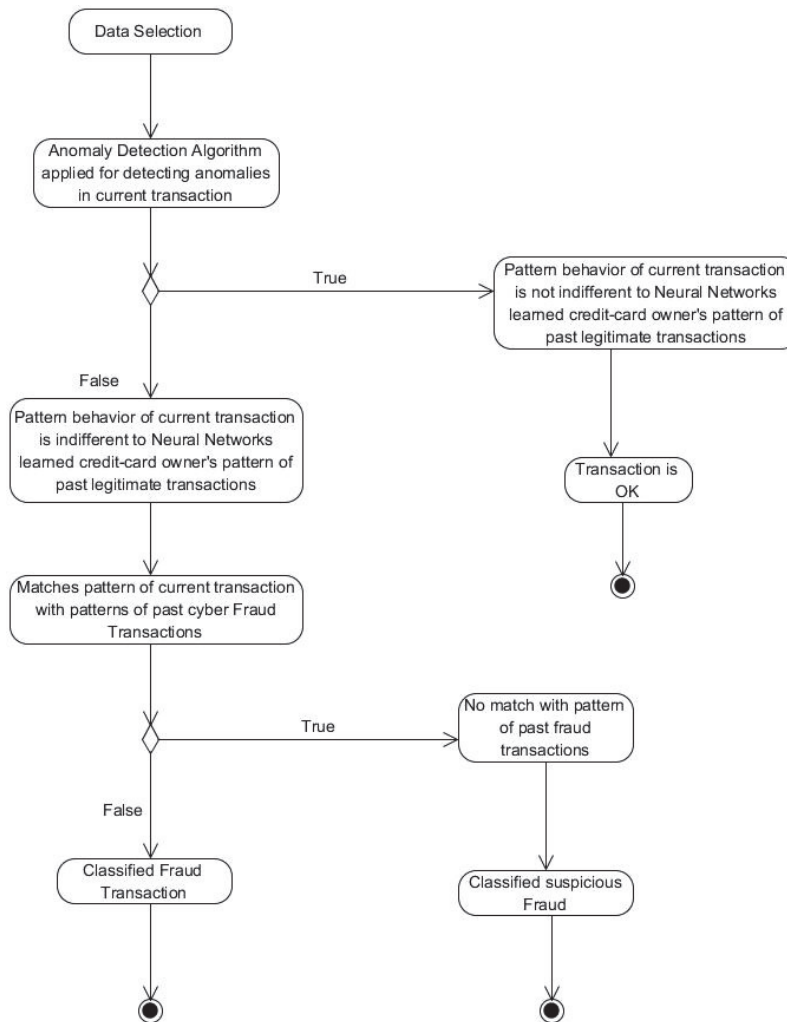 Data Selection
Anomaly Detection Algorithm
applied for detecting anomalies
in current transaction
True
Pattern behavior of current transaction
is not indifferent to Neural Networks
learned credit-card owner's pattern of
past legitimate transactions
False
Pattern behavior of current transaction
is indifferent to Neural Networks
learned credit-card owner's pattern of
past legitimate transactions
Transaction is
OK
Matches pattern of current transaction
with patterns of past cyber Fraud
Transactions
True
No match with pattern
of past fraud
transactions
False
Classified Fraud
Transaction
Classified suspicious
Fraud